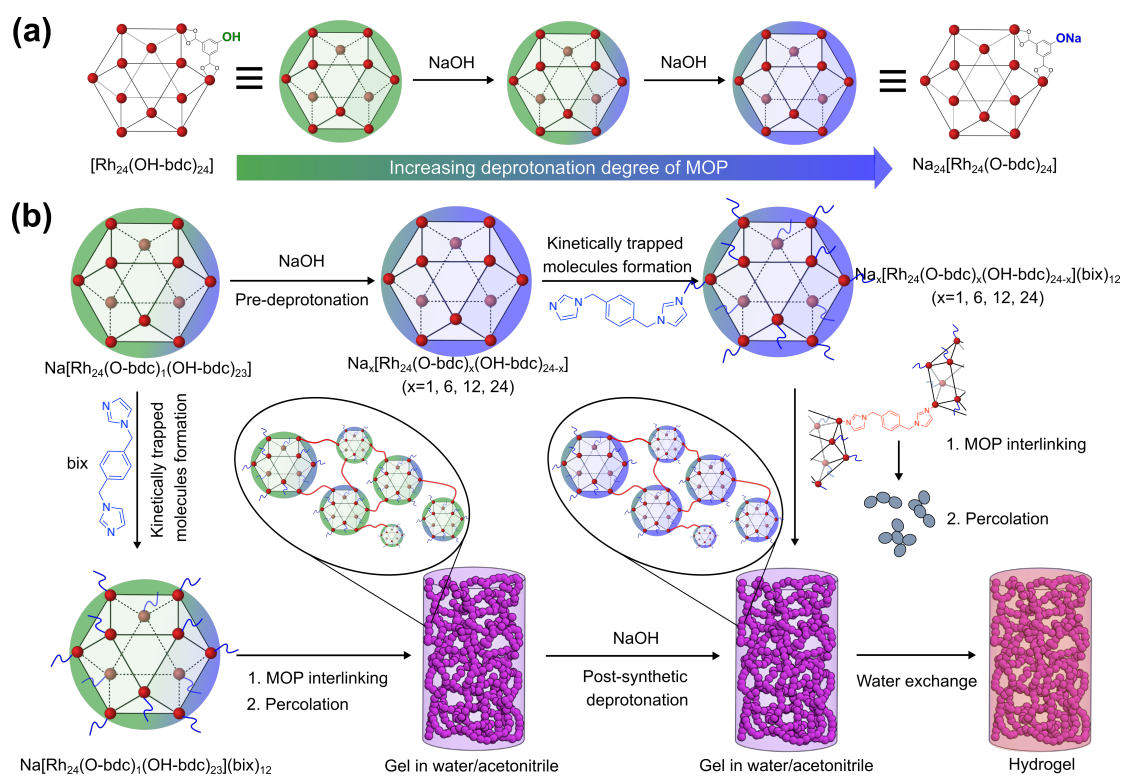 (a)
OH
NaOH
NaOH
ONa
[Rh₂₄(OH-bdc)₂₄]
Increasing deprotonation degree of MOP
Na₂₄[Rh₂₄(O-bdc)₂₄]
(b)
NaOH
Pre-deprotonation
Kinetically trapped
molecules formation
N
N
N
N
Naₓ[Rh₂₄(O-bdc)ₓ(OH-bdc)₂₄₋ₓ](bix)₁₂
(x=1, 6, 12, 24)
Na[Rh₂₄(O-bdc)₁(OH-bdc)₂₃]
Naₓ[Rh₂₄(O-bdc)ₓ(OH-bdc)₂₄₋ₓ]
(x=1, 6, 12, 24)
bix
N
N
N
N
Kinetically trapped
molecules formation
N
N
N
N
1. MOP interlinking
2. Percolation
1. MOP interlinking
2. Percolation
NaOH
Post-synthetic
deprotonation
Water exchange
Na[Rh₂₄(O-bdc)₁(OH-bdc)₂₃](bix)₁₂
Gel in water/acetonitrile
Gel in water/acetonitrile
Hydrogel